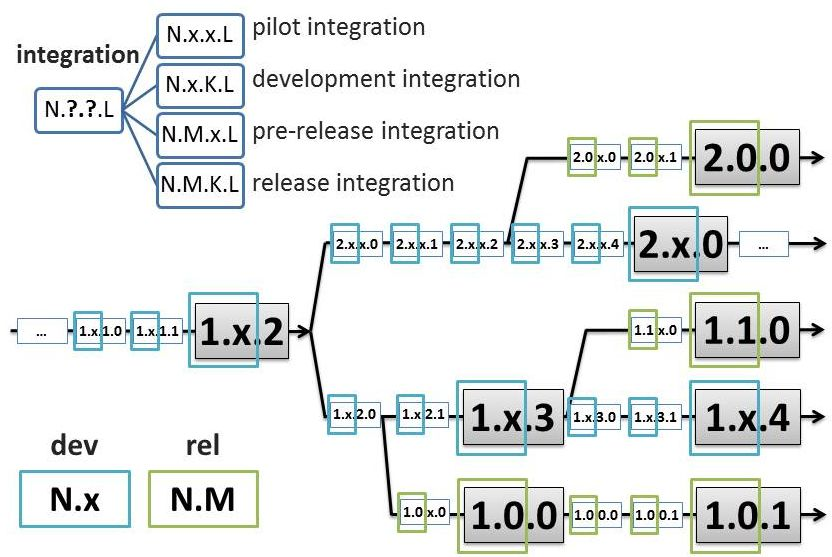 integration
N.?.?.L
N.x.x.L pilot integration
N.x.K.L development integration
N.M.x.L pre-release integration
N.M.K.L release integration
2.0.x.0 2.0.x.1 2.0.0
2.x.x.0 2.x.x.1 2.x.x.2 2.x.x.3 2.x.x.4 2.x.0 ...
... 1.x.1.0 1.x.1.1 1.x.2
1.1.x.0 1.1.0
1.x.2.0 1.x.2.1 1.x.3 1.x.3.0 1.x.3.1 1.x.4
1.0.x.0 1.0.0 1.0.0.0 1.0.0.1 1.0.1
dev rel
N.x N.M